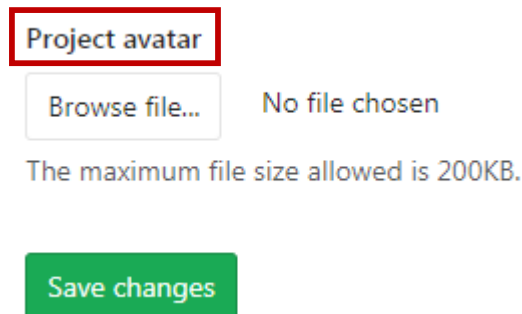 Project avatar
Browse file... No file chosen
The maximum file size allowed is 200KB.
Save changes